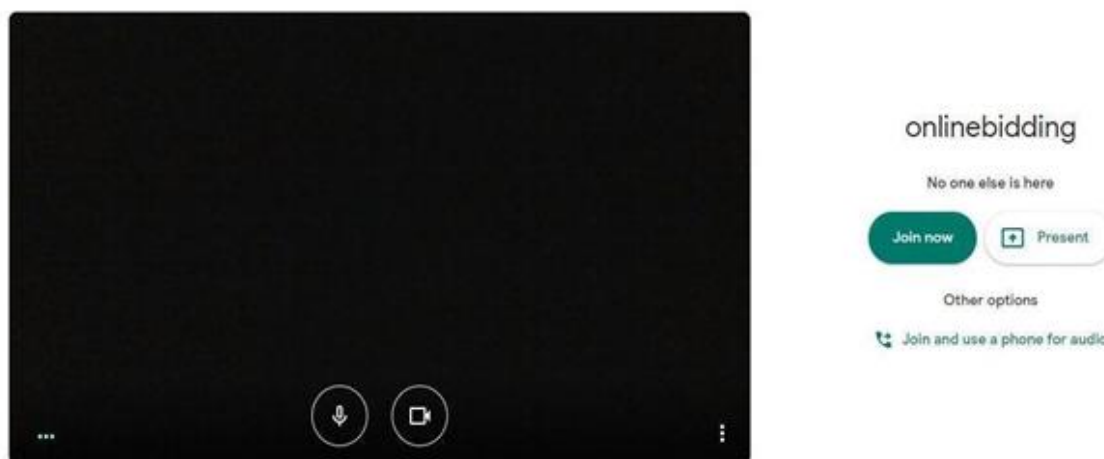 onlinebidding
No one else is here
Join now
Present
Other options
Join and use a phone for audio